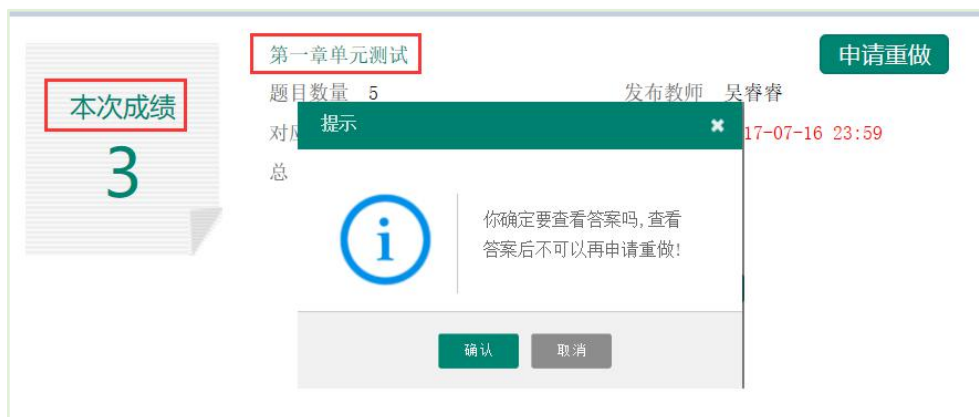 第一章单元测试
申请重做
题目数量 5
发布教师 吴睿睿
本次成绩
3
对
提示
17-07-16 23:59
总
你确定要查看答案吗,查看
答案后不可以再申请重做!
确认
取消